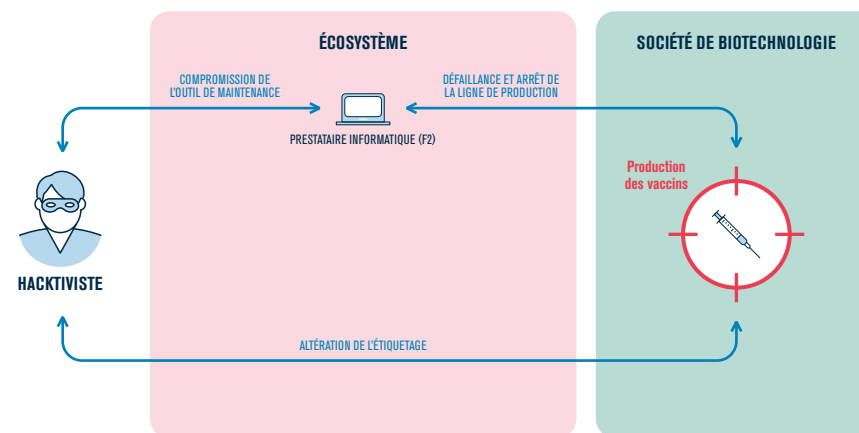 ÉCOSYSTÈME
SOCIÉTÉ DE BIOTECHNOLOGIE
COMPROMISSION DE
L'OUTIL DE MAINTENANCE
DÉFAILLANCE ET ARRÊT DE
LA LIGNE DE PRODUCTION
PRESTATAIRE INFORMATIQUE (F2)
Production
des vaccins
HACKTIVISTE
ALTÉRATION DE L'ÉTIQUETAGE